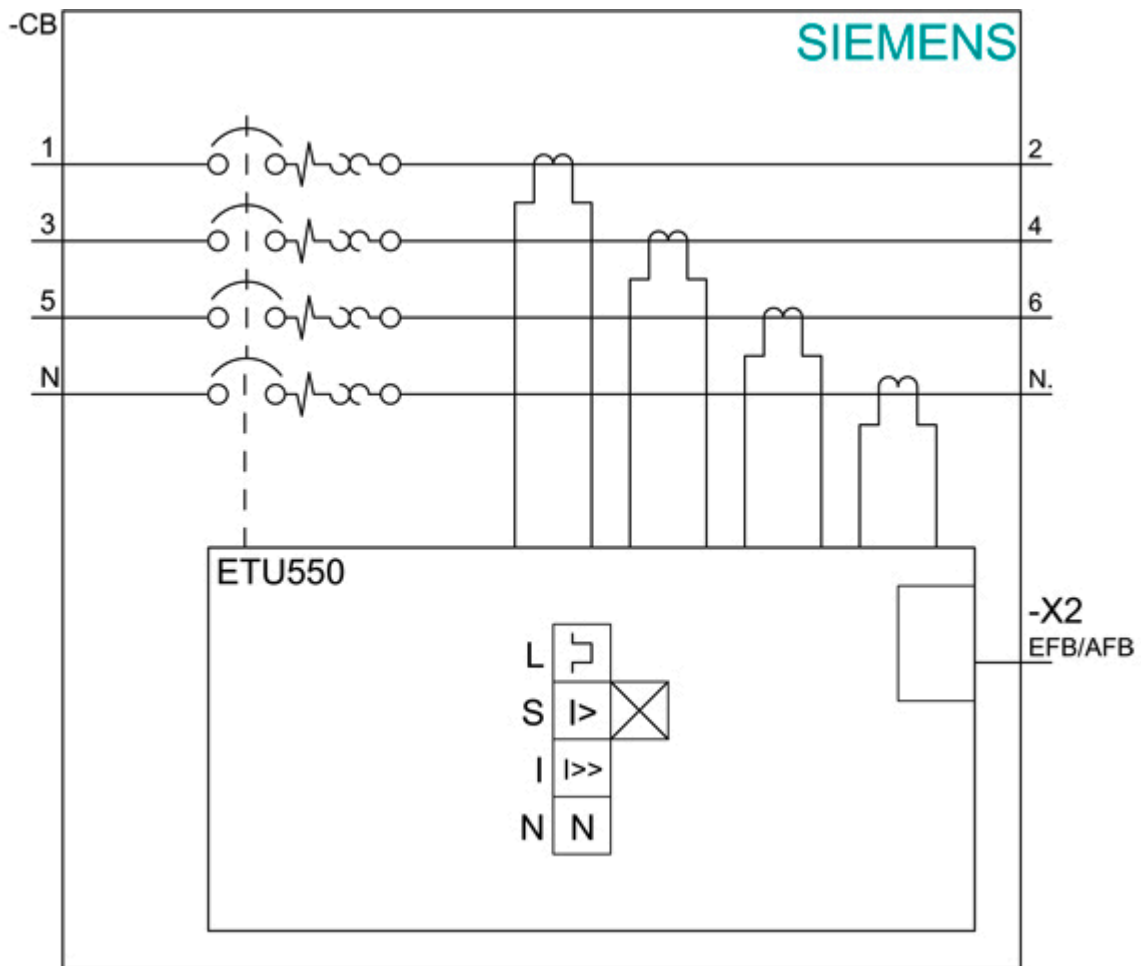 -CB
SIEMENS
1 2
3 4
5 6
N N.
ETU550
-X2
EFB/AFB
L
S I>
I I>>
N N